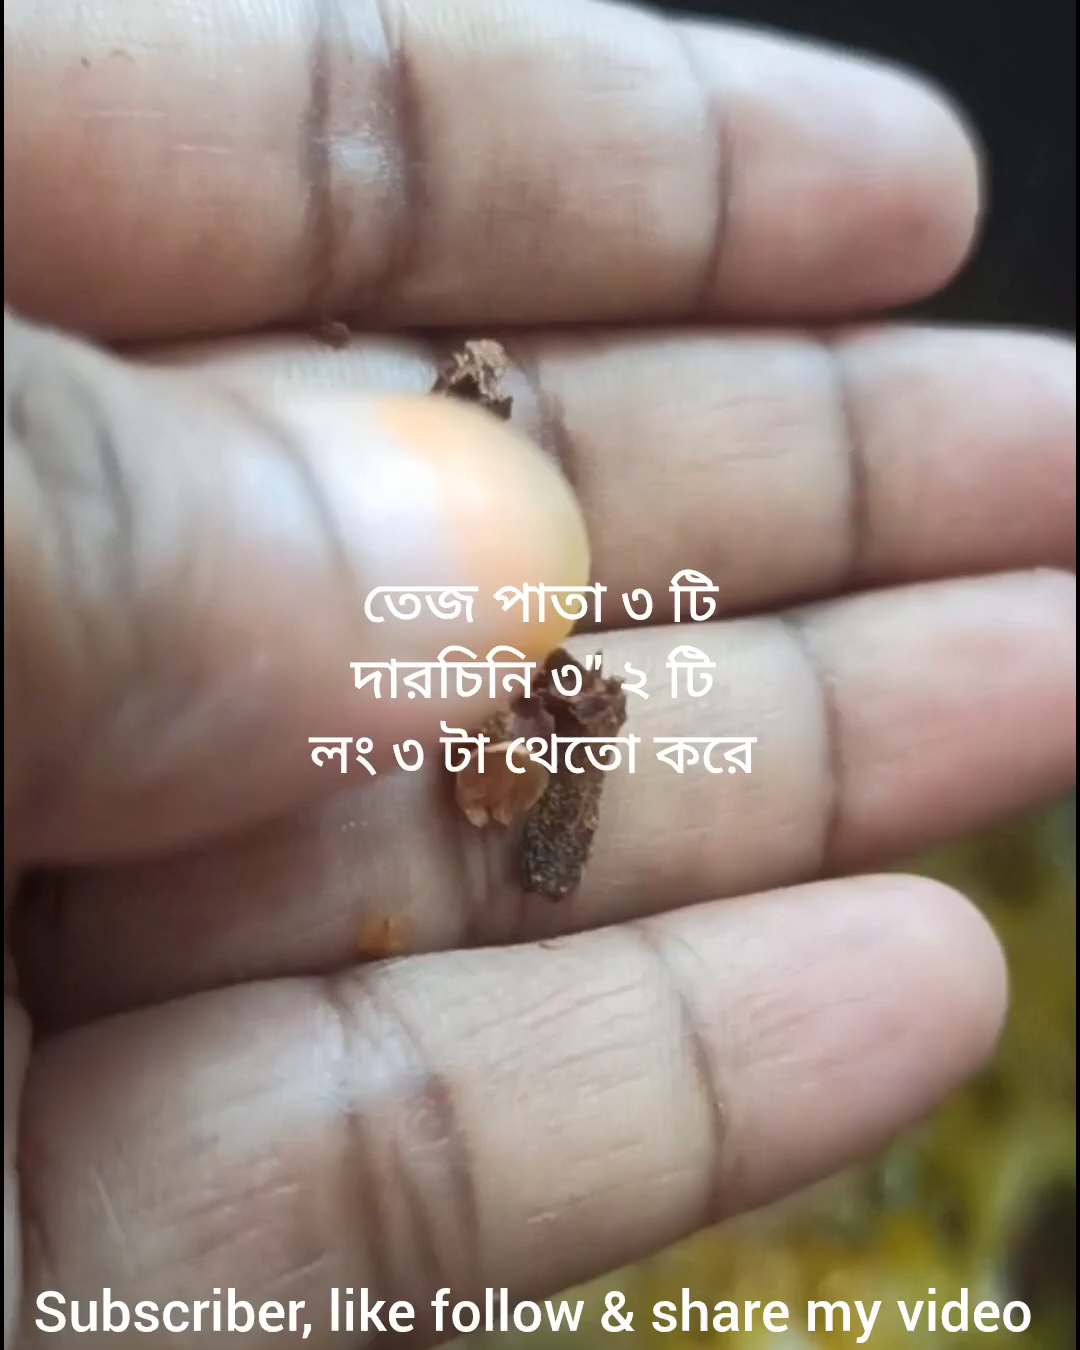 তেজ পাতা ৩ টি
দারচিনি ৩" ২ টি
লং ৩ টা থেতো করে
Subscriber, like follow & share my video